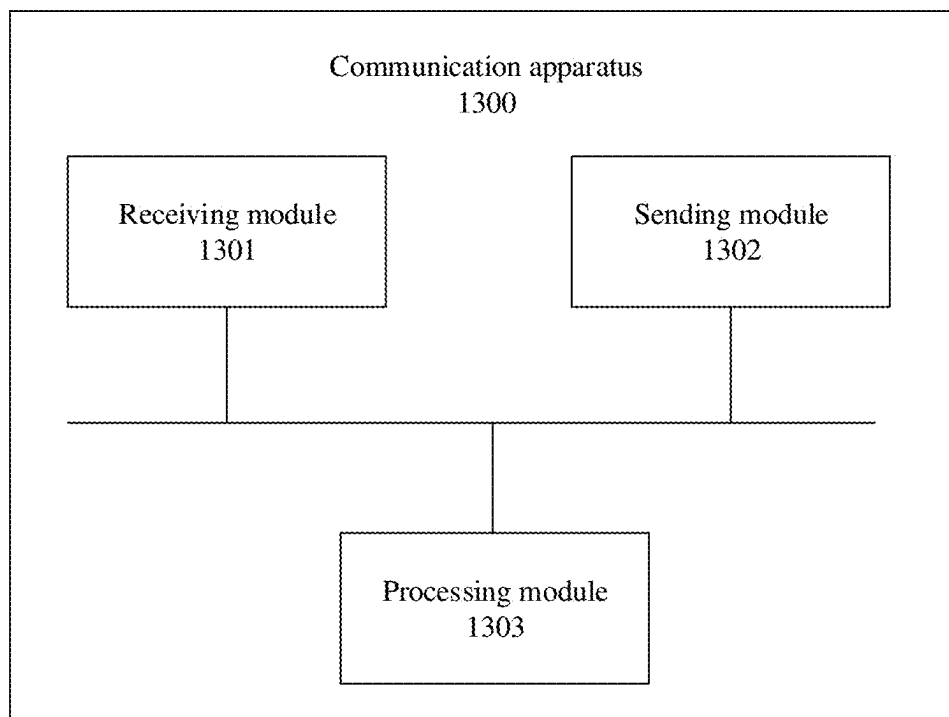 Communication apparatus
1300
Receiving module
1301
Sending module
1302
Processing module
1303